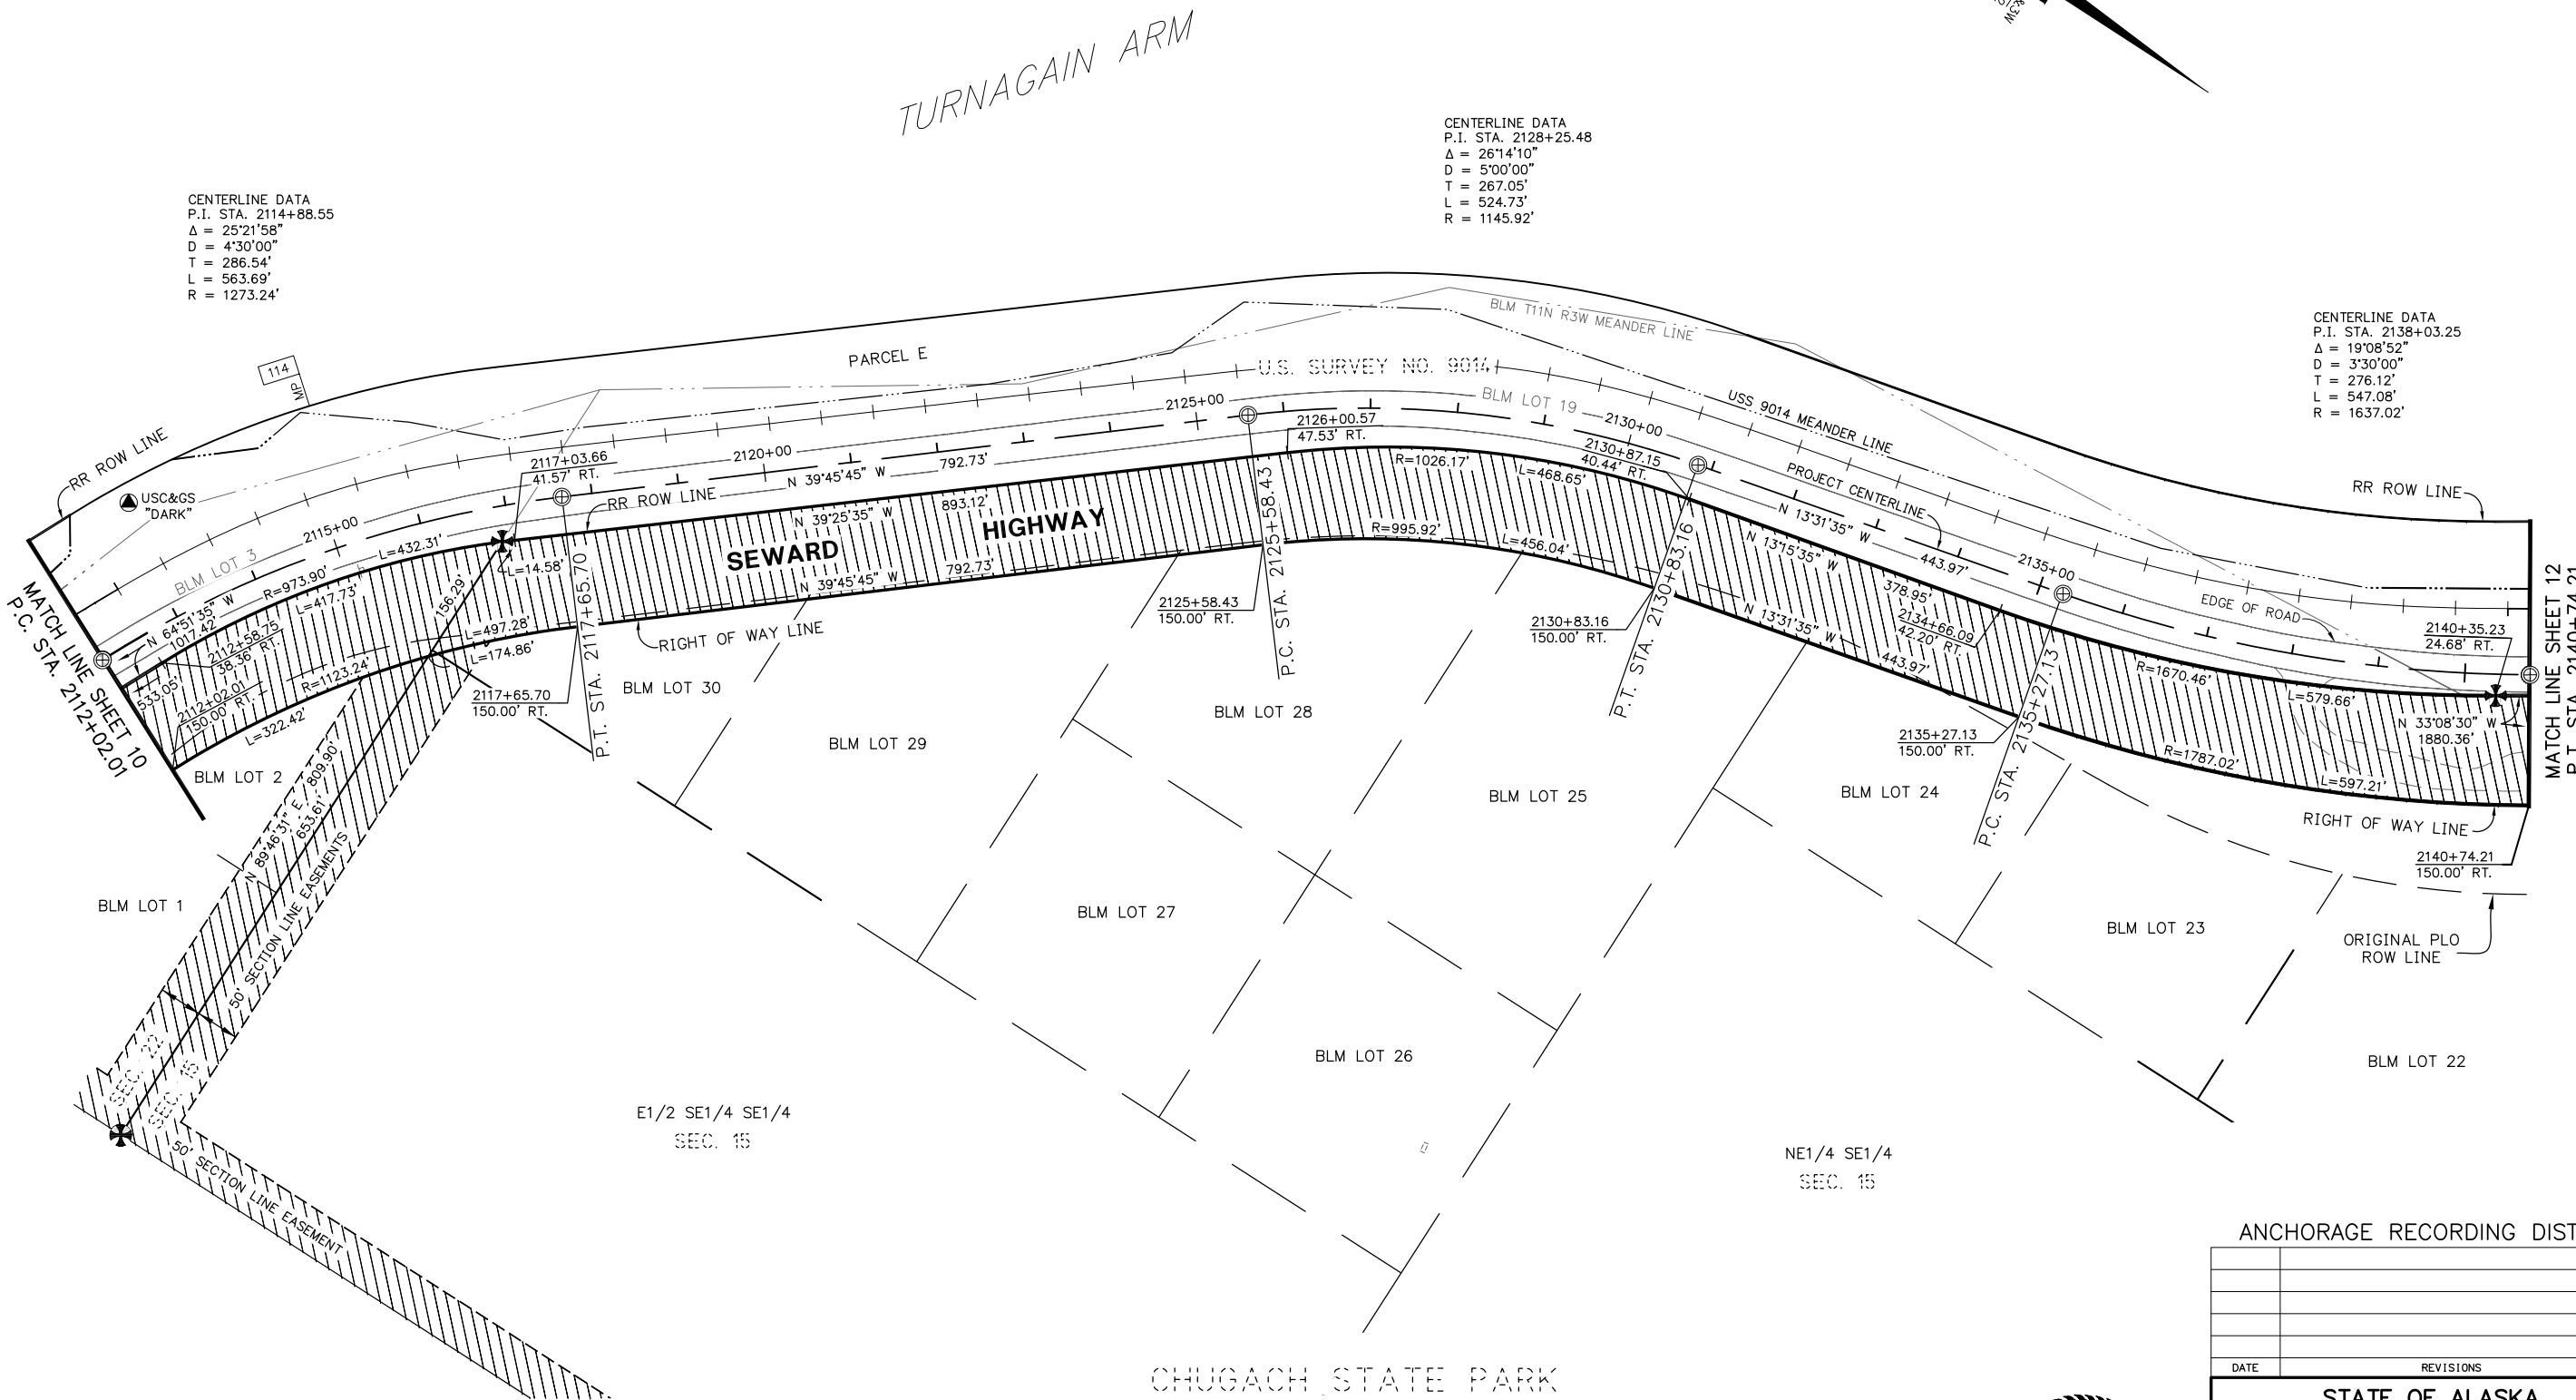 TURNAGAIN ARM
CENTERLINE DATA
P.I. STA. 2114+88.55
Δ = 25°21'58"
D = 4°30'00"
T = 286.54'
L = 563.69'
R = 1273.24'
CENTERLINE DATA
P.I. STA. 2128+25.48
Δ = 26°14'10"
D = 5°00'00"
T = 267.05'
L = 524.73'
R = 1145.92'
CENTERLINE DATA
P.I. STA. 2138+03.25
Δ = 19°08'52"
D = 3°30'00"
T = 276.12'
L = 547.08'
R = 1637.02'
BLM T11N R3W MEANDER LINE
PARCEL E
U.S. SURVEY NO. 9014
114
MP
BLM LOT 19
USS 9014 MEANDER LINE
2125+00
2126+00.57
47.53' RT.
2130+00
2130+87.15
40.44' RT.
RR ROW LINE
USC&GS
"DARK"
2120+00
2117+03.66
41.57' RT.
RR ROW LINE
N 39°45'45" W
792.73'
R=1026.17'
L=468.65'
PROJECT CENTERLINE
N 13°31'35" W
443.97'
RR ROW LINE
2115+00
L=432.31'
BLM LOT 3
R=973.90'
L=417.73'
L=14.58'
156.29'
N 39°25'35" W
893.12'
SEWARD
HIGHWAY
N 39°45'45" W
792.73'
R=995.92'
L=456.04'
N 13°15'35" W
378.95'
2134+66.09
42.20' RT.
N 13°31'35" W
443.97'
2135+00
EDGE OF ROAD
2140+35.23
24.68' RT.
R=1670.46'
L=579.66'
N 33°08'30" W
1880.36'
R=1787.02'
L=597.21'
MATCH LINE SHEET 12
P.T. STA. 2140+74.21
MATCH LINE SHEET 10
P.C. STA. 2112+02.01
N 64°51'35" W
1017.42'
2112+58.75
38.36' RT.
533.05'
2112+02.01
150.00' RT.
R=1123.24'
L=322.42'
L=497.28'
L=174.86'
2117+65.70
150.00' RT.
P.T. STA. 2117+65.70
RIGHT OF WAY LINE
2125+58.43
150.00' RT.
P.C. STA. 2125+58.43
2130+83.16
150.00' RT.
P.T. STA. 2130+83.16
2135+27.13
150.00' RT.
P.C. STA. 2135+27.13
RIGHT OF WAY LINE
2140+74.21
150.00' RT.
BLM LOT 2
BLM LOT 30
BLM LOT 29
BLM LOT 28
BLM LOT 25
BLM LOT 24
BLM LOT 1
BLM LOT 27
BLM LOT 23
ORIGINAL PLO
ROW LINE
N 89°46'31" E 809.90'
653.61'
50' SECTION LINE EASEMENTS
SEC. 22
SEC. 15
BLM LOT 26
BLM LOT 22
50' SECTION LINE EASEMENT
E1/2 SE1/4 SE1/4
SEC. 15
NE1/4 SE1/4
SEC. 15
CHUGACH STATE PARK
ANCHORAGE RECORDING DIST
DATE
REVISIONS
STATE OF ALASKA